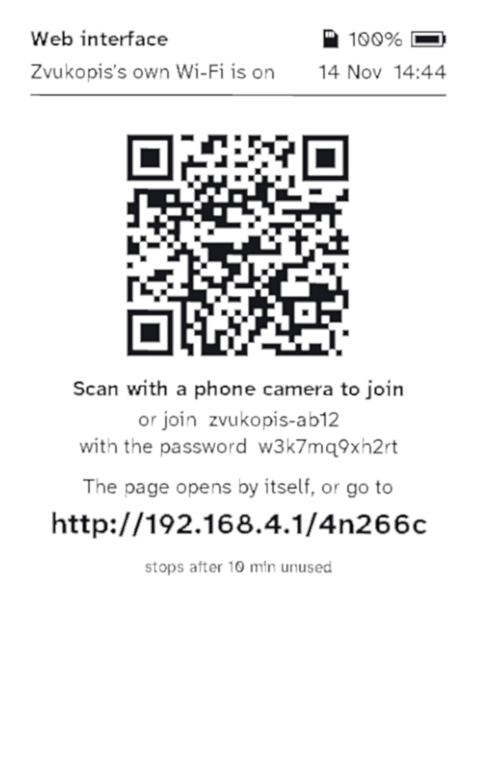 Web interface
100%
Zvukopis's own Wi-Fi is on
14 Nov 14:44
Scan with a phone camera to join
or join zvukopis-ab12
with the password w3k7mq9xh2rt
The page opens by itself, or go to
http://192.168.4.1/4n266c
stops after 10 min unused